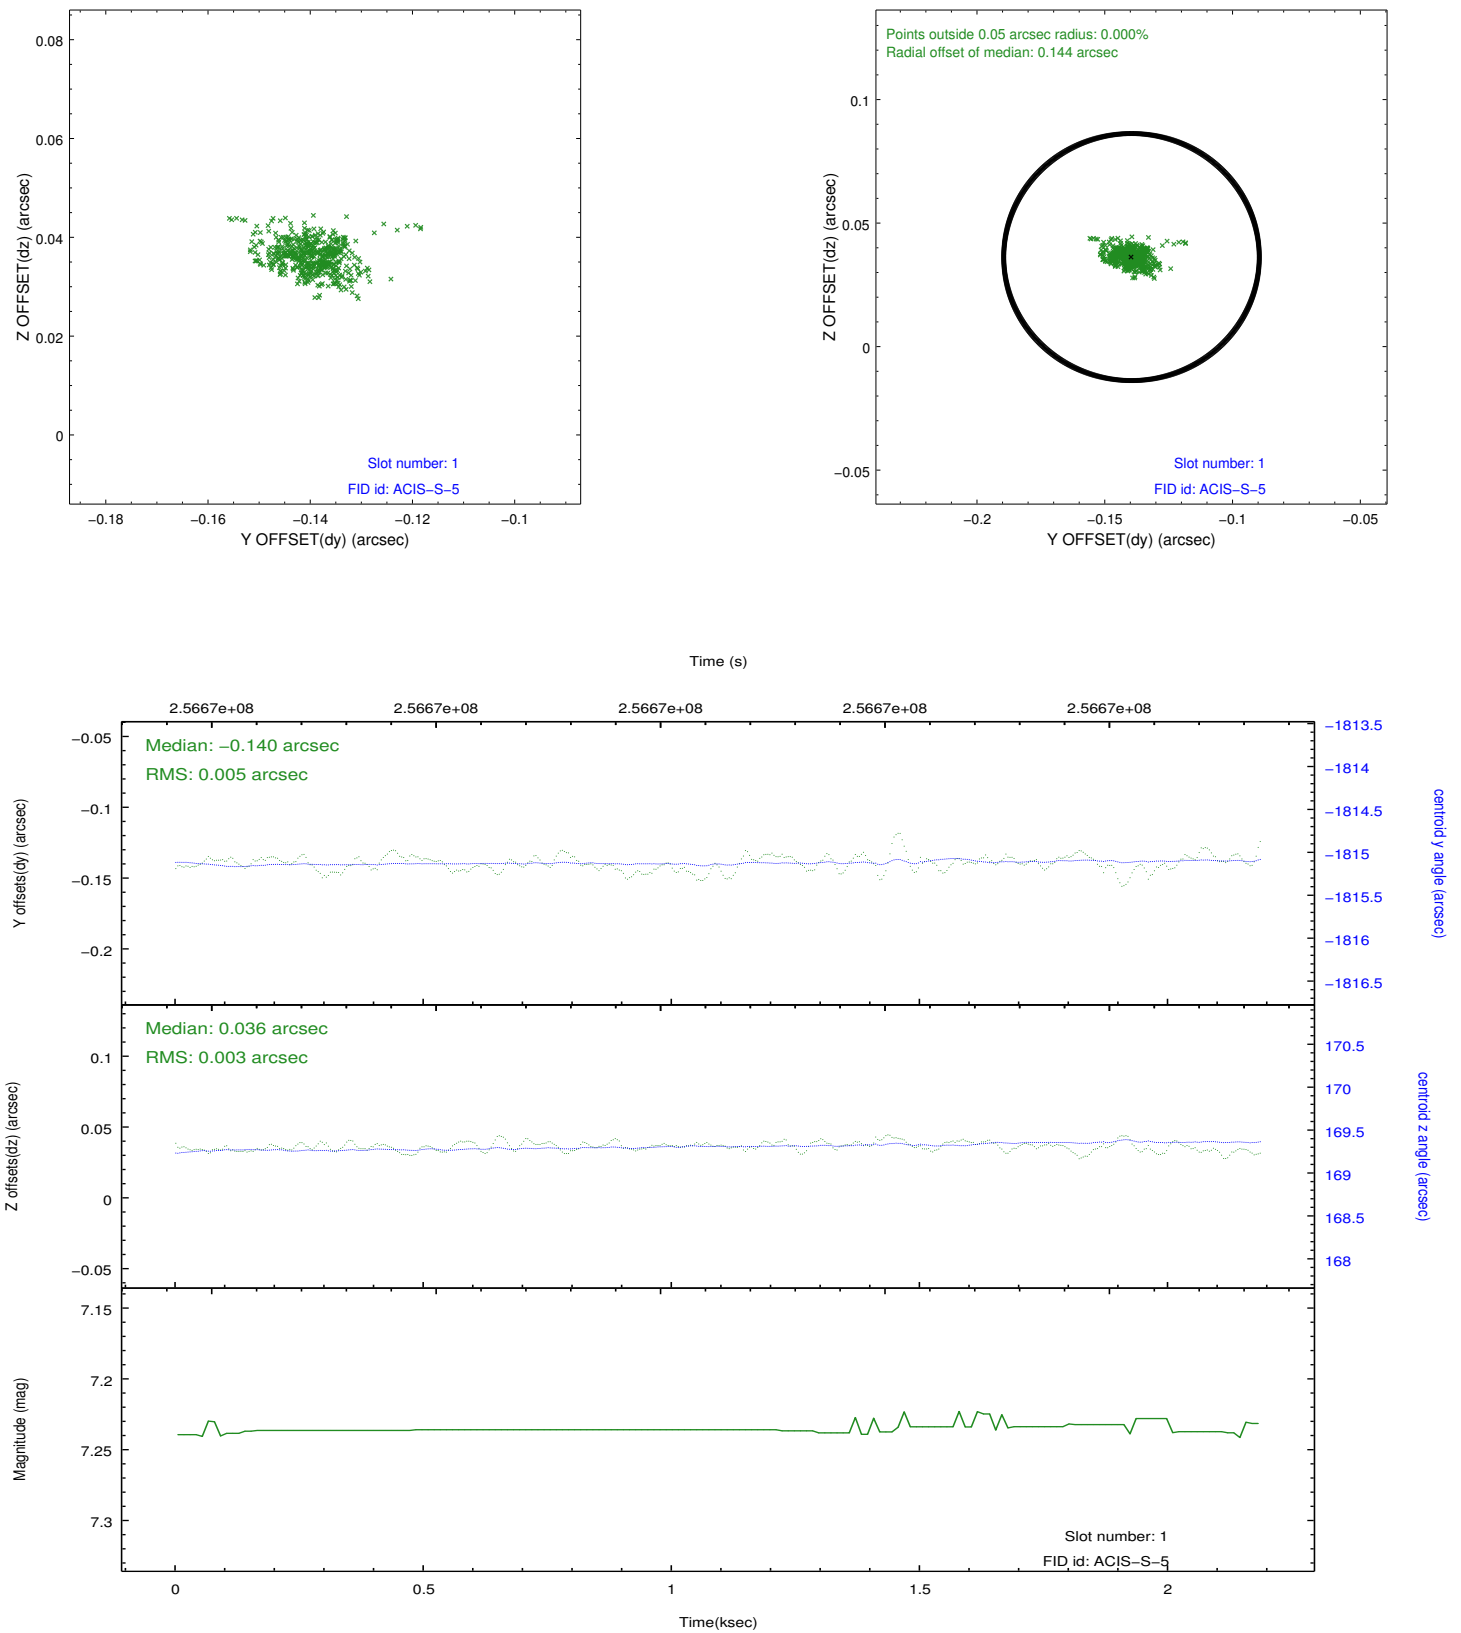 0.08
0.06
0.04
0.02
0
Z OFFSET(dz) (arcsec)
Slot number: 1
FID id: ACIS−S−5
−0.18
−0.16
−0.14
−0.12
−0.1
Y OFFSET(dy) (arcsec)
Points outside 0.05 arcsec radius: 0.000%
Radial offset of median: 0.144 arcsec
0.1
0.05
0
−0.05
Z OFFSET(dz) (arcsec)
Slot number: 1
FID id: ACIS−S−5
−0.2
−0.15
−0.1
−0.05
Y OFFSET(dy) (arcsec)
Time (s)
2.5667e+08
2.5667e+08
2.5667e+08
2.5667e+08
2.5667e+08
Median: −0.140 arcsec
RMS: 0.005 arcsec
−0.05
−0.1
−0.15
−0.2
Y offsets(dy) (arcsec)
−1813.5
−1814
−1814.5
−1815
−1815.5
−1816
−1816.5
centroid y angle (arcsec)
Median: 0.036 arcsec
RMS: 0.003 arcsec
0.1
0.05
0
−0.05
Z offsets(dz) (arcsec)
170.5
170
169.5
169
168.5
168
centroid z angle (arcsec)
7.15
7.2
7.25
7.3
Magnitude (mag)
Slot number: 1
FID id: ACIS−S−5
0
0.5
1
1.5
2
Time(ksec)